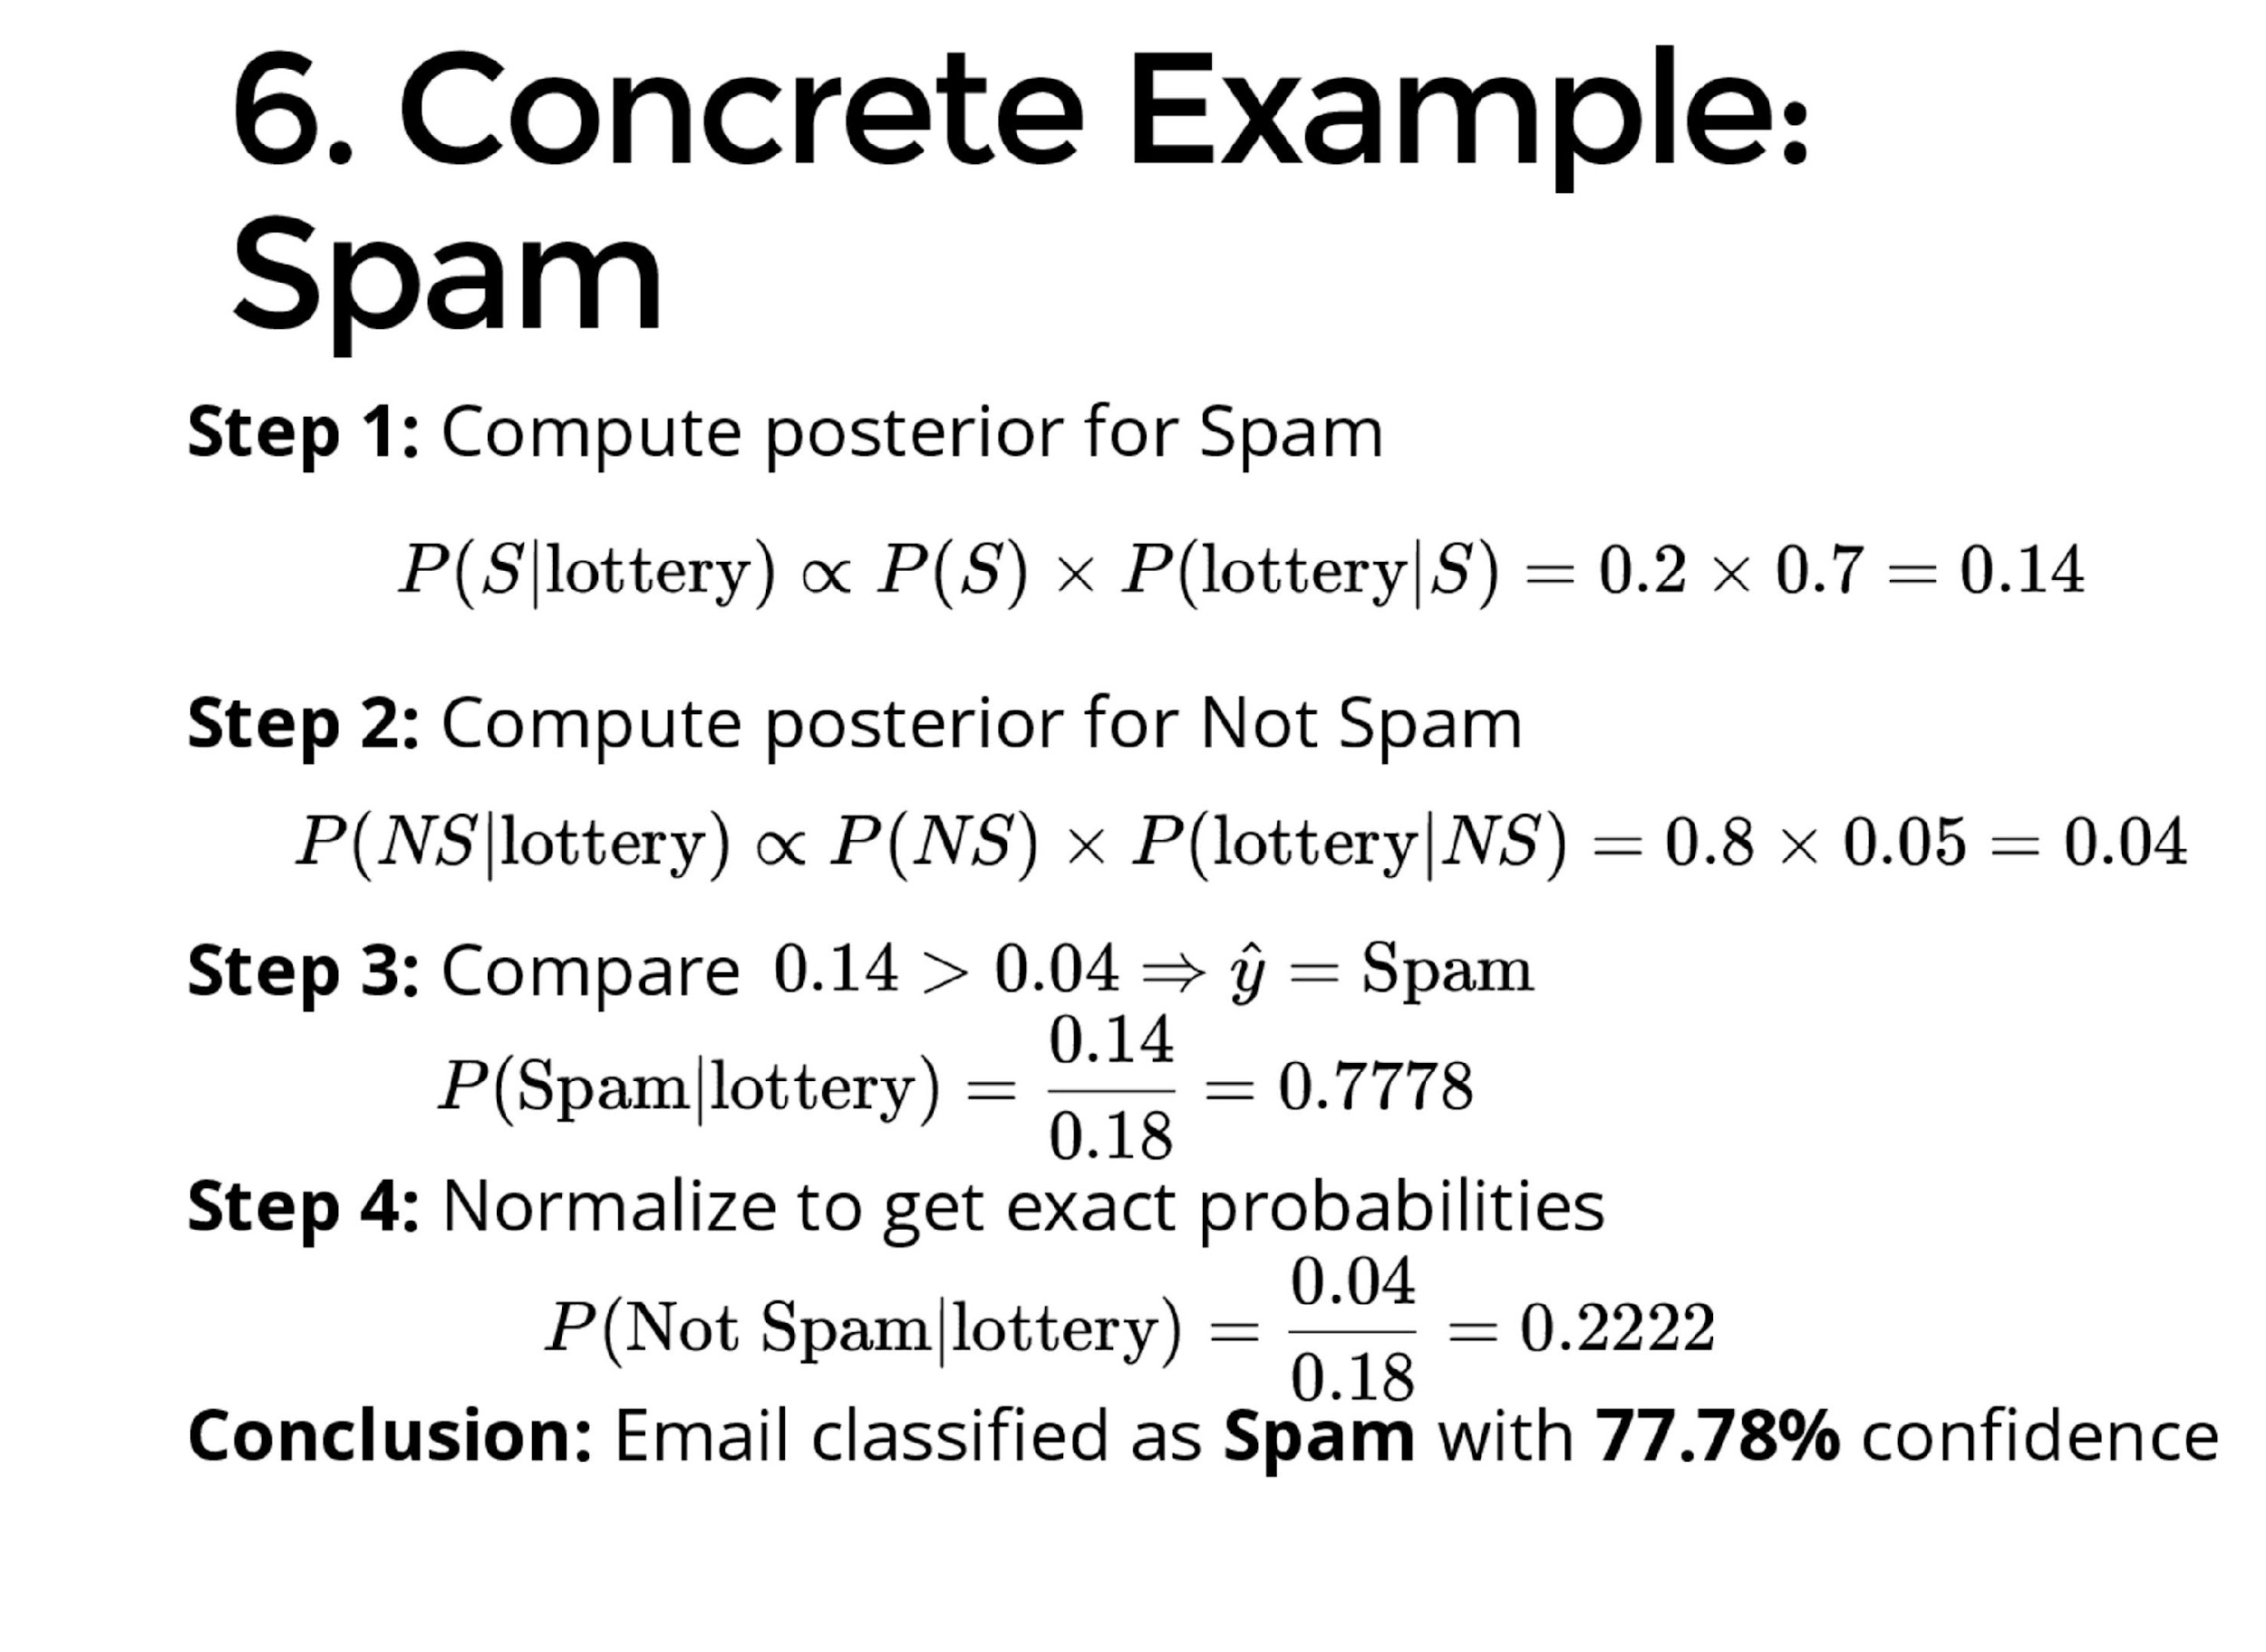 6. Concrete Example:
Spam
Step 1: Compute posterior for Spam
P(S|lottery) ∝ P(S) × P(lottery|S) = 0.2 × 0.7 = 0.14
Step 2: Compute posterior for Not Spam
P(NS|lottery) ∝ P(NS) × P(lottery|NS) = 0.8 × 0.05 = 0.04
Step 3: Compare 0.14 > 0.04 ⇒ ŷ = Spam
P(Spam|lottery) = 0.14/0.18 = 0.7778
Step 4: Normalize to get exact probabilities
P(Not Spam|lottery) = 0.04/0.18 = 0.2222
Conclusion: Email classified as Spam with 77.78% confidence